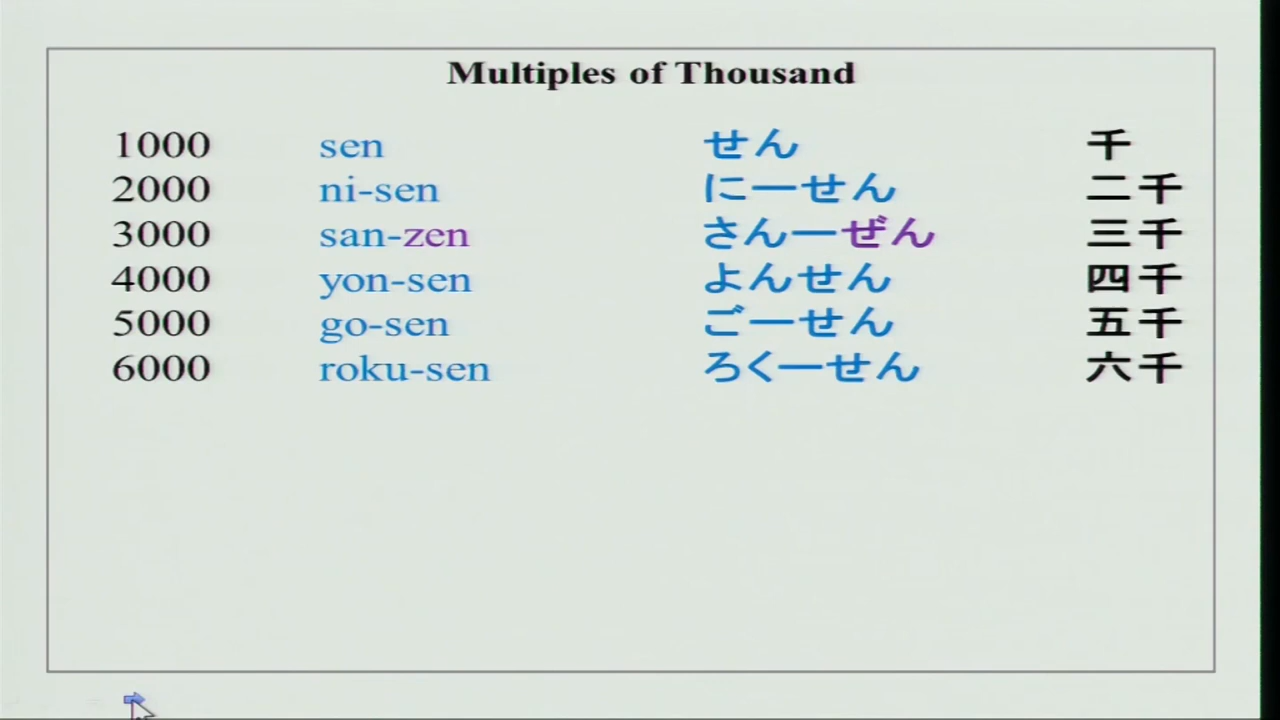 Multiples of Thousand
1000 sen せん 千
2000 ni-sen にーせん 二千
3000 san-zen さんーぜん 三千
4000 yon-sen よんせん 四千
5000 go-sen ごーせん 五千
6000 roku-sen ろくーせん 六千